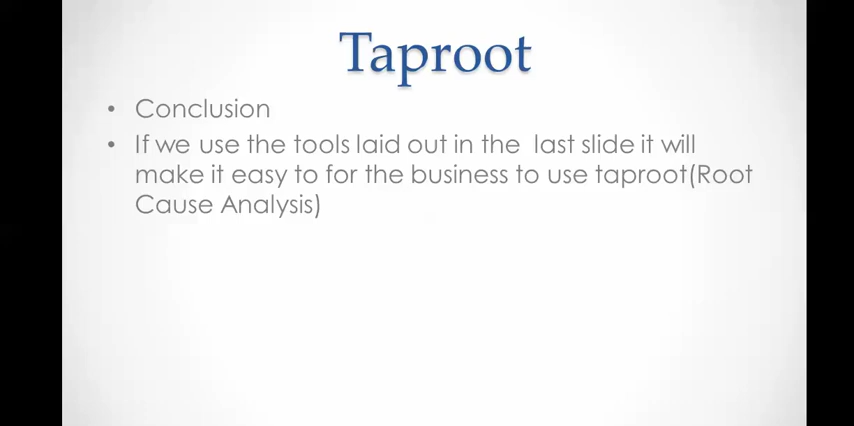 Taproot
• Conclusion
• If we use the tools laid out in the last slide it will
make it easy to for the business to use taproot(Root
Cause Analysis)